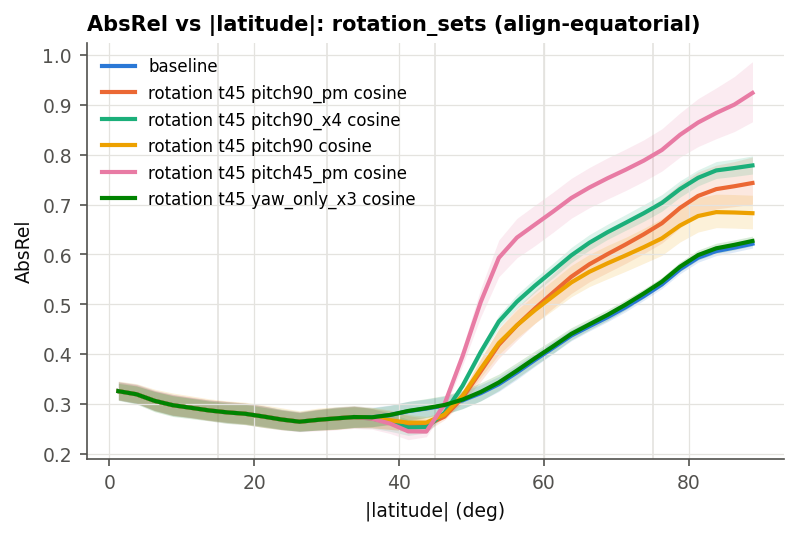 AbsRel vs |latitude|: rotation_sets (align-equatorial)
1.0
0.9
0.8
0.7
0.6
0.5
0.4
0.3
0.2
AbsRel
baseline
rotation t45 pitch90_pm cosine
rotation t45 pitch90_x4 cosine
rotation t45 pitch90 cosine
rotation t45 pitch45_pm cosine
rotation t45 yaw_only_x3 cosine
0 20 40 60 80
|latitude| (deg)